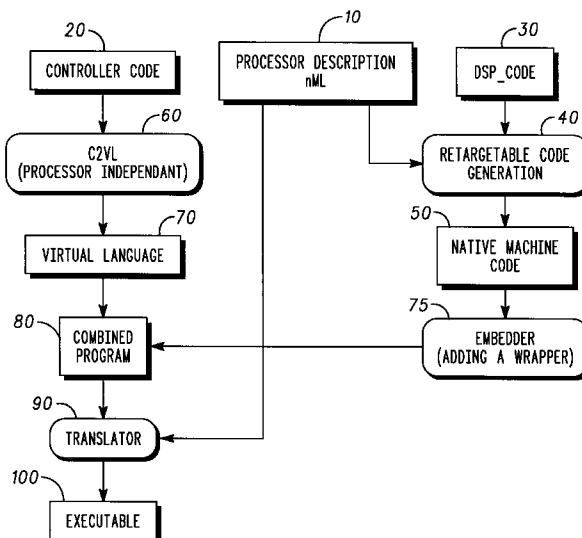 20
CONTROLLER CODE
10
PROCESSOR DESCRIPTION
nML
30
DSP_CODE
60
C2VL
(PROCESSOR INDEPENDANT)
40
RETARGETABLE CODE
GENERATION
70
VIRTUAL LANGUAGE
50
NATIVE MACHINE
CODE
80
COMBINED
PROGRAM
75
EMBEDDER
(ADDING A WRAPPER)
90
TRANSLATOR
100
EXECUTABLE